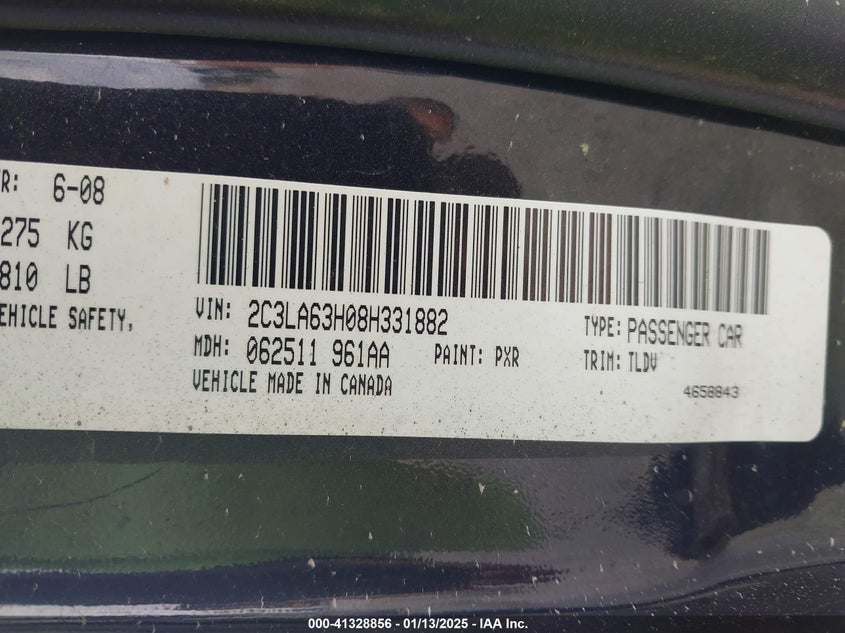 R: 6-08
275 KG
810 LB
EHICLE SAFETY,
VIN: 2C3LA63H08H331882
TYPE: PASSENGER CAR
MDH: 062511 961AA PAINT: PXR
TRIM: TLDV
VEHICLE MADE IN CANADA
4658843
000-41328856 - 01/13/2025 - IAA Inc.